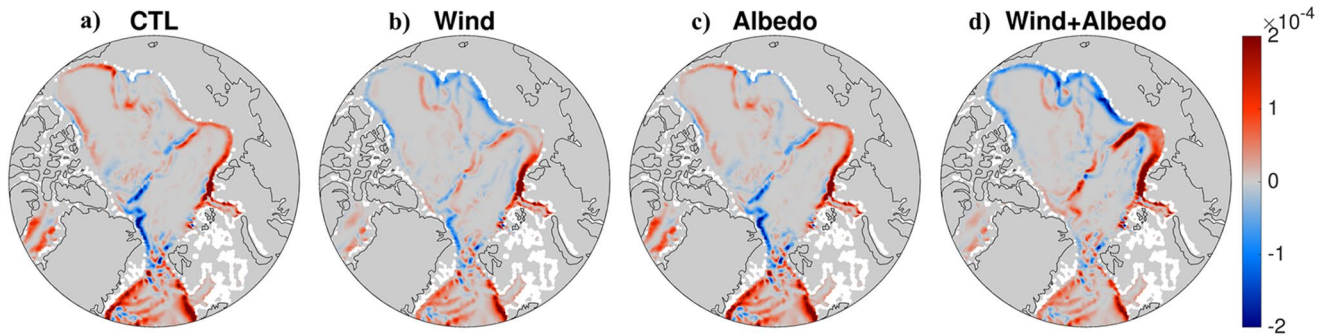 a) CTL
b) Wind
c) Albedo
d) Wind+Albedo
×10⁻⁴
2
1
0
-1
-2